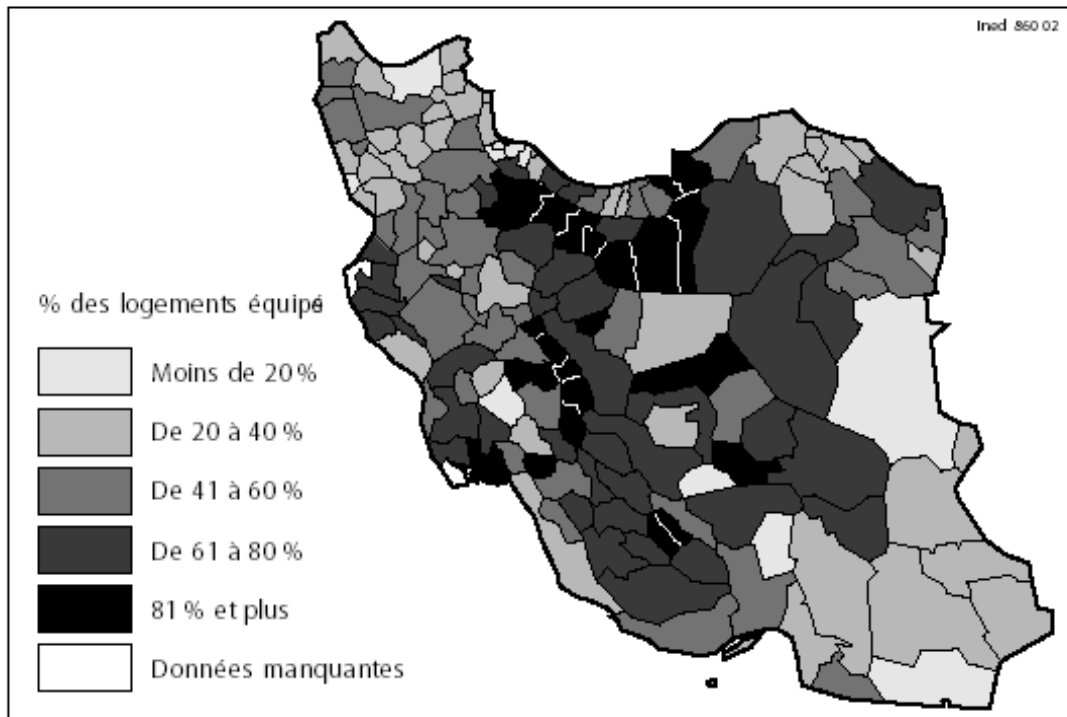 Ined 860 02
% des logements équipé
Moins de 20 %
De 20 à 40 %
De 41 à 60 %
De 61 à 80 %
81 % et plus
Données manquantes